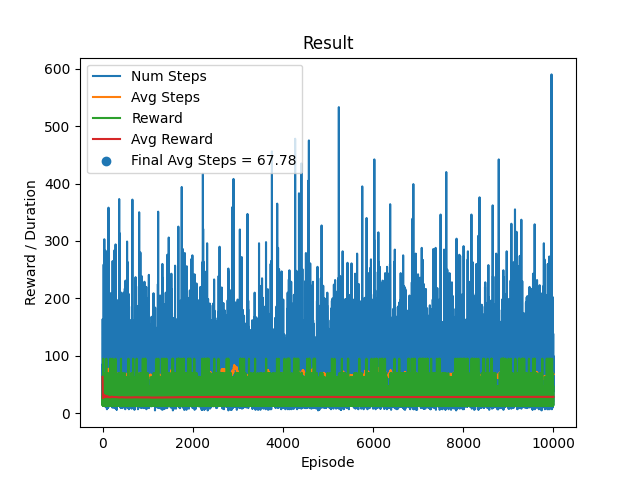 Result
Num Steps
Avg Steps
Reward
Avg Reward
Final Avg Steps = 67.78
600
500
400
300
200
100
0
Reward / Duration
0 2000 4000 6000 8000 10000
Episode